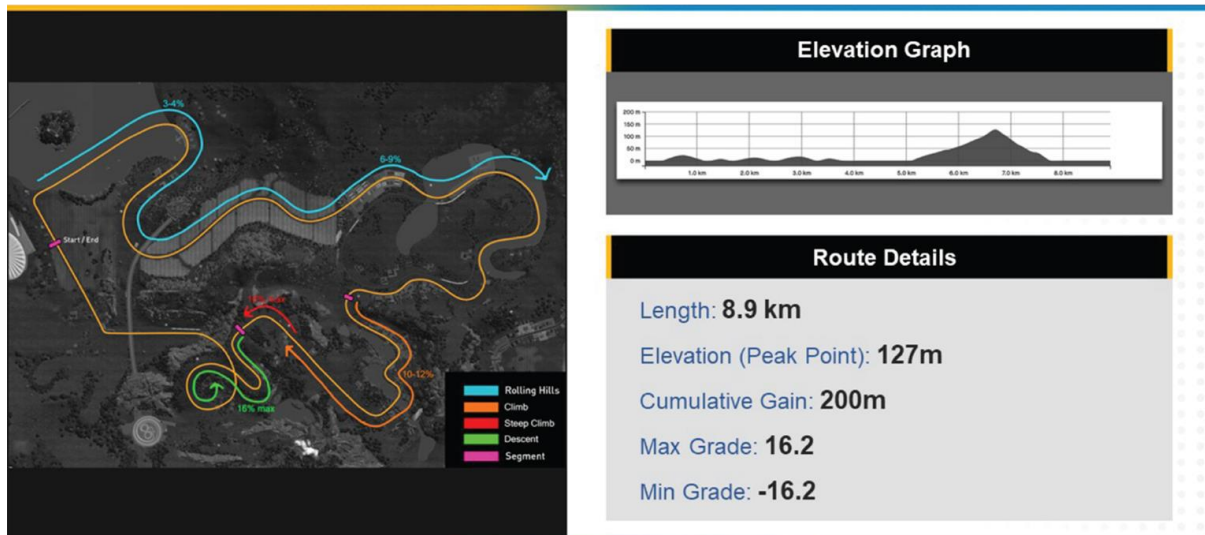 3-4%
6-9%
Start / End
10-12%
16% max
Rolling Hills
Climb
Steep Climb
Descent
Segment
Elevation Graph
200 m
150 m
100 m
50 m
0 m
1.0 km
2.0 km
3.0 km
4.0 km
5.0 km
6.0 km
7.0 km
8.0 km
Route Details
Length: 8.9 km
Elevation (Peak Point): 127m
Cumulative Gain: 200m
Max Grade: 16.2
Min Grade: -16.2